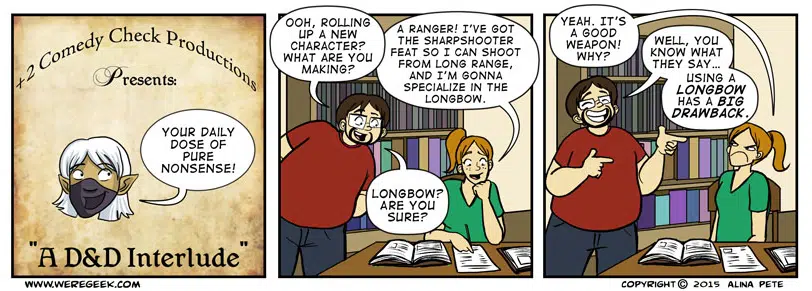 +2 Comedy Check Productions
Presents:
YOUR DAILY
DOSE OF
PURE
NONSENSE!
"A D&D Interlude"
OOH, ROLLING
UP A NEW
CHARACTER?
WHAT ARE YOU
MAKING?
A RANGER! I'VE GOT
THE SHARPSHOOTER
FEAT SO I CAN SHOOT
FROM LONG RANGE,
AND I'M GONNA
SPECIALIZE IN THE
LONGBOW.
LONGBOW?
ARE YOU
SURE?
YEAH. IT'S
A GOOD
WEAPON!
WHY?
WELL, YOU
KNOW WHAT
THEY SAY...
USING A
LONGBOW
HAS A BIG
DRAWBACK.
WWW.WEREGEEK.COM
COPYRIGHT © 2015 ALINA PETE